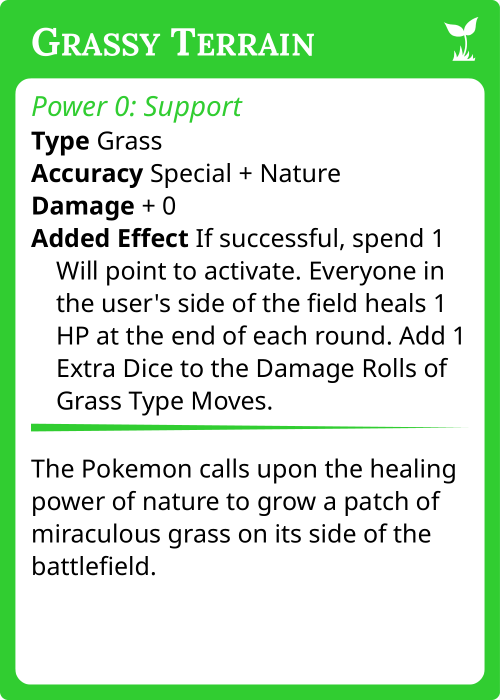 Grassy Terrain
Power 0: Support
Type Grass
Accuracy Special + Nature
Damage + 0
Added Effect If successful, spend 1
Will point to activate. Everyone in
the user's side of the field heals 1
HP at the end of each round. Add 1
Extra Dice to the Damage Rolls of
Grass Type Moves.
The Pokemon calls upon the healing
power of nature to grow a patch of
miraculous grass on its side of the
battlefield.